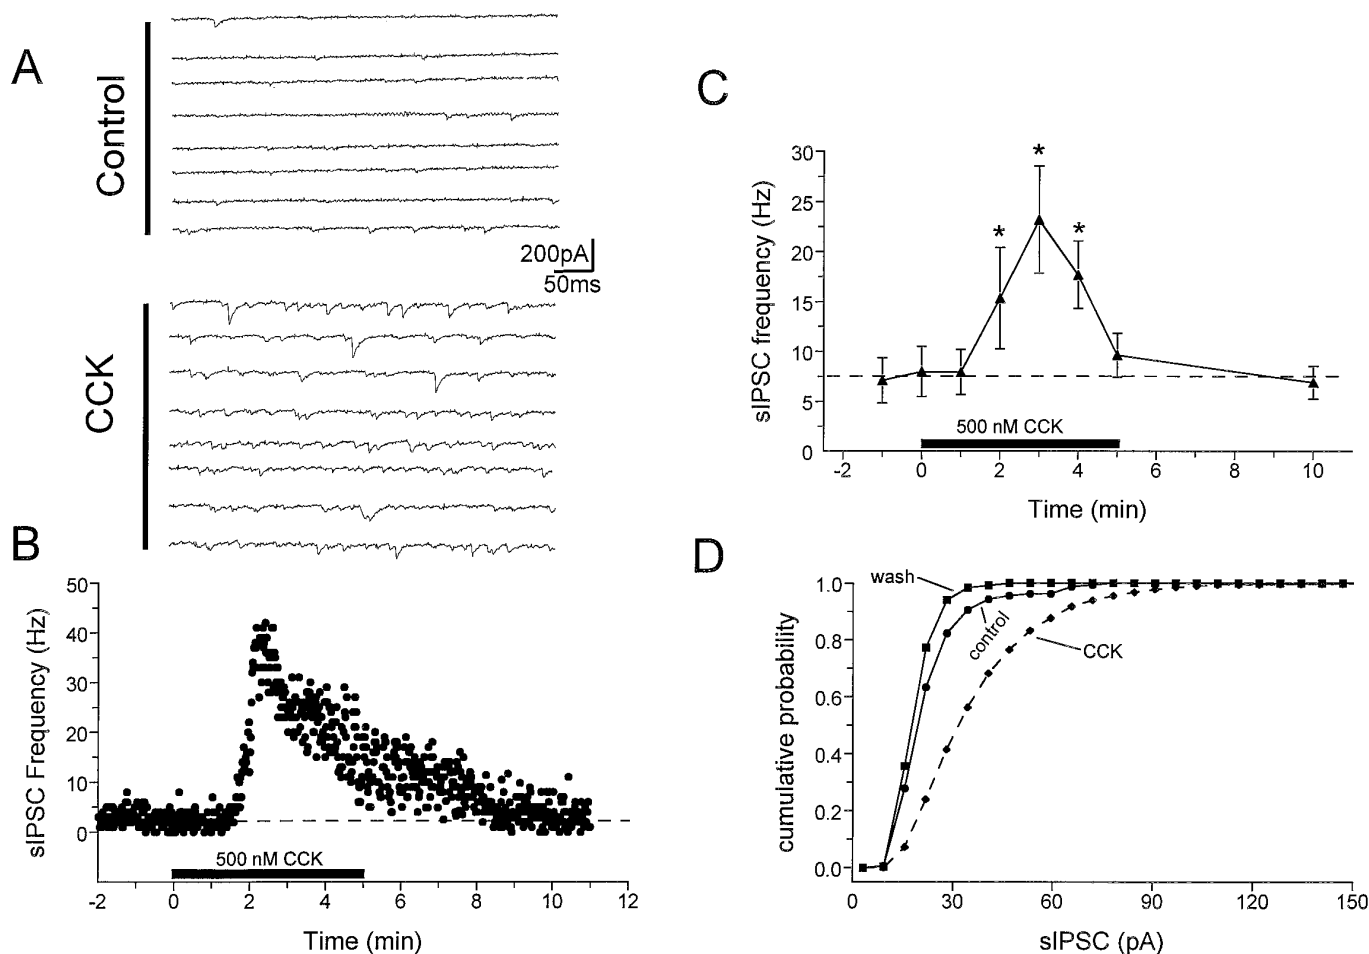 A
Control
200pA
50ms
CCK
B
50
40
30
20
10
0
sIPSC Frequency (Hz)
500 nM CCK
-2 0 2 4 6 8 10 12
Time (min)
C
30
25
20
15
10
5
0
sIPSC frequency (Hz)
* * *
500 nM CCK
-2 0 2 4 6 8 10
Time (min)
D
1.0
0.8
0.6
0.4
0.2
0.0
cumulative probability
wash
control
CCK
0 30 60 90 120 150
sIPSC (pA)